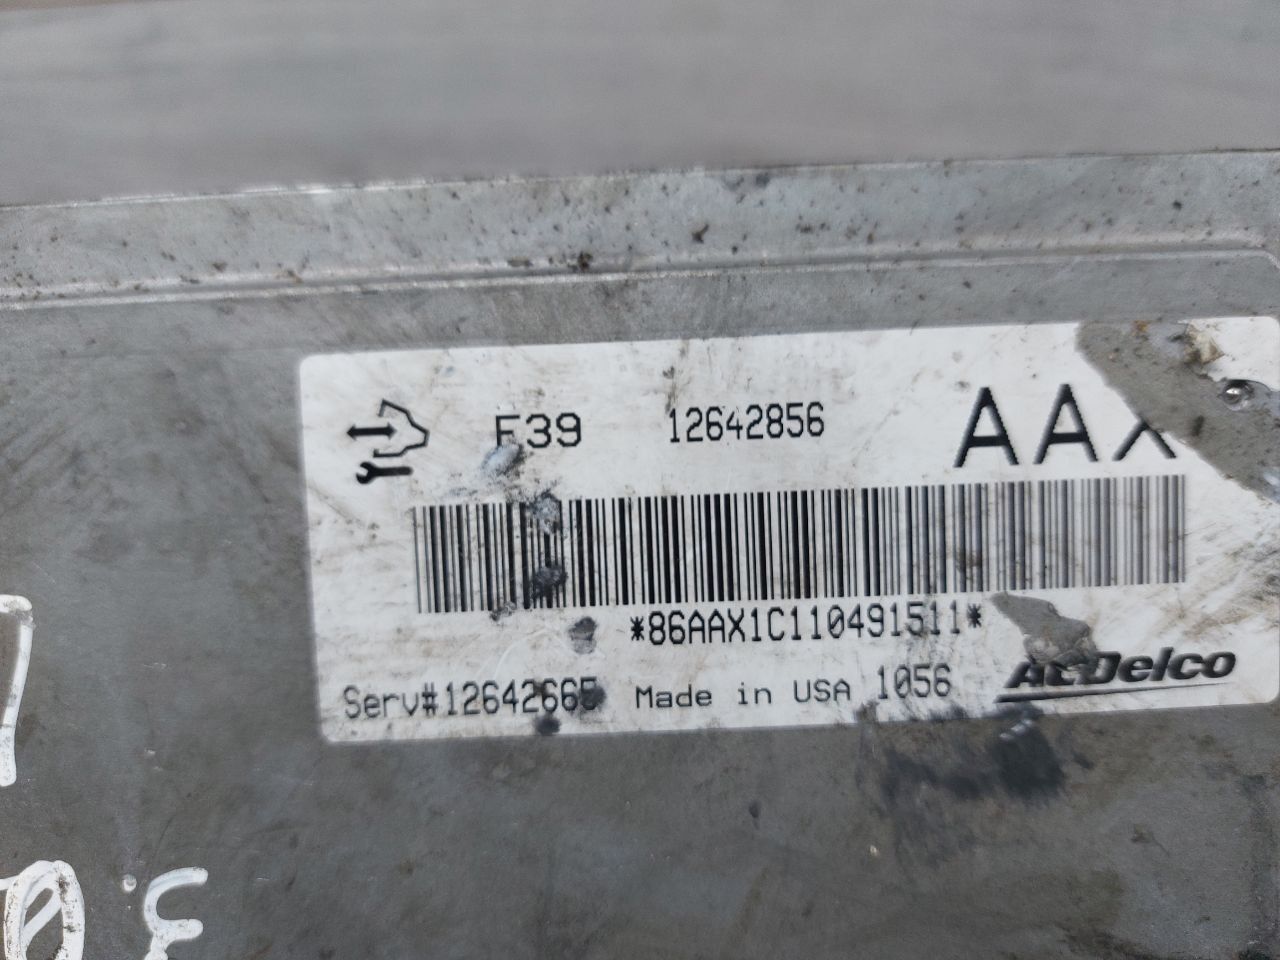 E39 12642856 AAX
*86AAX1C110491511*
Serv#12642665 Made in USA 1056 ACDelco